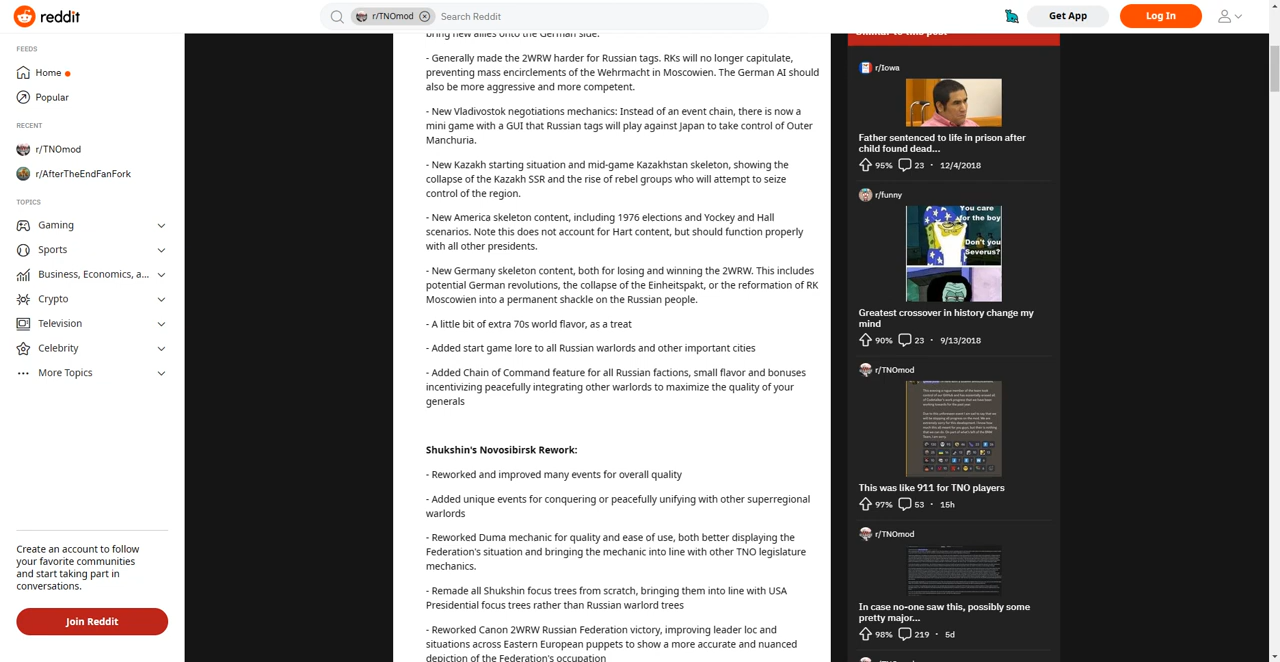 reddit
r/TNOmod
Search Reddit
Get App
Log In
FEEDS
Home
Popular
RECENT
r/TNOmod
r/AfterTheEndFanFork
TOPICS
Gaming
Sports
Business, Economics, a...
Crypto
Television
Celebrity
More Topics
Create an account to follow
your favorite communities
and start taking part in
conversations.
Join Reddit
bring new allies onto the German side.
- Generally made the 2WRW harder for Russian tags. RKs will no longer capitulate,
preventing mass encirclements of the Wehrmacht in Moscowien. The German AI should
also be more aggressive and more competent.
- New Vladivostok negotiations mechanics: Instead of an event chain, there is now a
mini game with a GUI that Russian tags will play against Japan to take control of Outer
Manchuria.
- New Kazakh starting situation and mid-game Kazakhstan skeleton, showing the
collapse of the Kazakh SSR and the rise of rebel groups who will attempt to seize
control of the region.
- New America skeleton content, including 1976 elections and Yockey and Hall
scenarios. Note this does not account for Hart content, but should function properly
with all other presidents.
- New Germany skeleton content, both for losing and winning the 2WRW. This includes
potential German revolutions, the collapse of the Einheitspakt, or the reformation of RK
Moscowien into a permanent shackle on the Russian people.
- A little bit of extra 70s world flavor, as a treat
- Added start game lore to all Russian warlords and other important cities
- Added Chain of Command feature for all Russian factions, small flavor and bonuses
incentivizing peacefully integrating other warlords to maximize the quality of your
generals
Shukshin's Novosibirsk Rework:
- Reworked and improved many events for overall quality
- Added unique events for conquering or peacefully unifying with other superregional
warlords
- Reworked Duma mechanic for quality and ease of use, both better displaying the
Federation's situation and bringing the mechanic into line with other TNO legislature
mechanics.
- Remade all Shukshin focus trees from scratch, bringing them into line with USA
Presidential focus trees rather than Russian warlord trees
- Reworked Canon 2WRW Russian Federation victory, improving leader loc and
situations across Eastern European puppets to show a more accurate and nuanced
depiction of the Federation's occupation
Similar to this post
r/Iowa
Father sentenced to life in prison after
child found dead...
95% 23 · 12/4/2018
r/funny
You care
for the boy
Don't you
Severus?
Greatest crossover in history change my
mind
90% 23 · 9/13/2018
r/TNOmod
This was like 911 for TNO players
97% 53 · 15h
r/TNOmod
In case no-one saw this, possibly some
pretty major...
98% 219 · 5d